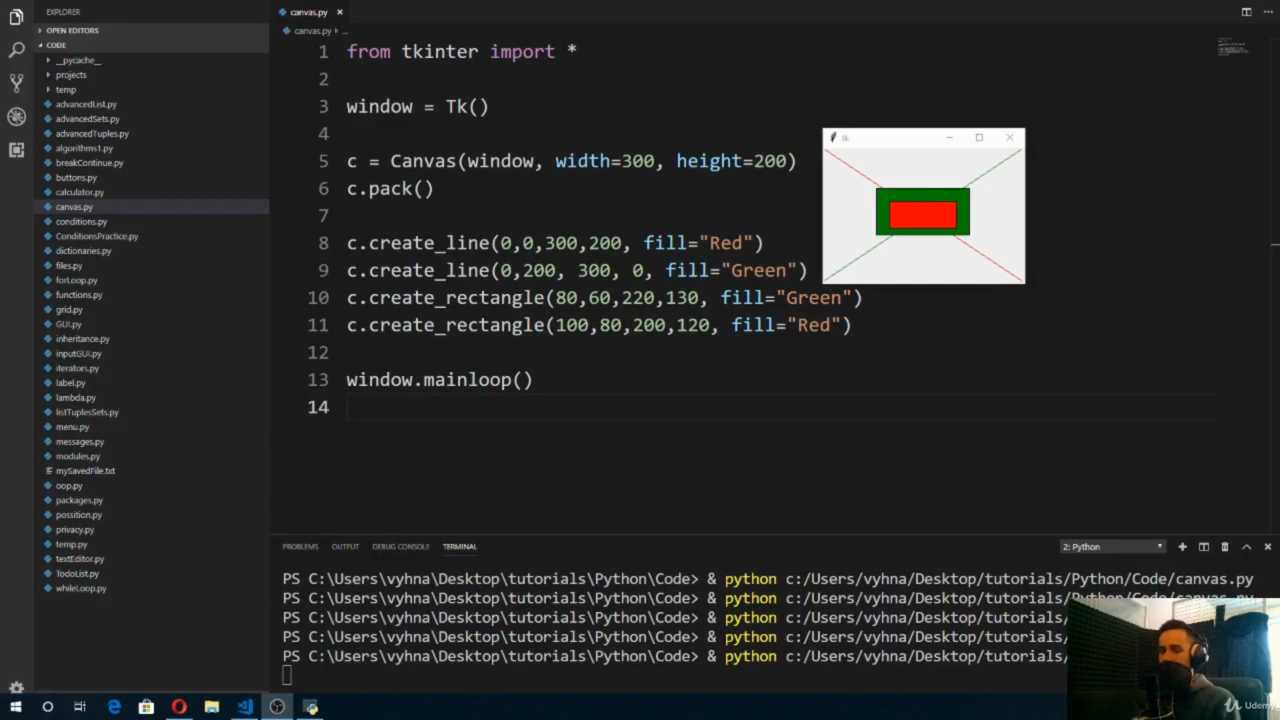 EXPLORER
OPEN EDITORS
CODE
__pycache__
projects
temp
advancedList.py
advancedSets.py
advancedTuples.py
algorithms1.py
breakContinue.py
buttons.py
calculator.py
canvas.py
conditions.py
ConditionsPractice.py
dictionaries.py
files.py
forLoop.py
functions.py
grid.py
GUI.py
inheritance.py
inputGUI.py
iterators.py
label.py
lambda.py
listTuplesSets.py
menu.py
messages.py
modules.py
mySavedFile.txt
oop.py
packages.py
possition.py
privacy.py
temp.py
textEditor.py
TodoList.py
whileLoop.py
canvas.py
canvas.py > ...
1 from tkinter import *
2
3 window = Tk()
4
5 c = Canvas(window, width=300, height=200)
6 c.pack()
7
8 c.create_line(0,0,300,200, fill="Red")
9 c.create_line(0,200, 300, 0, fill="Green")
10 c.create_rectangle(80,60,220,130, fill="Green")
11 c.create_rectangle(100,80,200,120, fill="Red")
12
13 window.mainloop()
14
tk
PROBLEMS OUTPUT DEBUG CONSOLE TERMINAL
2: Python
PS C:\Users\vyhna\Desktop\tutorials\Python\Code> & python c:/Users/vyhna/Desktop/tutorials/Python/Code/canvas.py
PS C:\Users\vyhna\Desktop\tutorials\Python\Code> & python c:/Users/vyhna/Desktop/tutorials/Python/Code/canvas.py
PS C:\Users\vyhna\Desktop\tutorials\Python\Code> & python c:/Users/vyhna/Desktop/tutorials/
PS C:\Users\vyhna\Desktop\tutorials\Python\Code> & python c:/Users/vyhna/Desktop/tutorials/
PS C:\Users\vyhna\Desktop\tutorials\Python\Code> & python c:/Users/vyhna/Desktop/tutorials/
Udemy